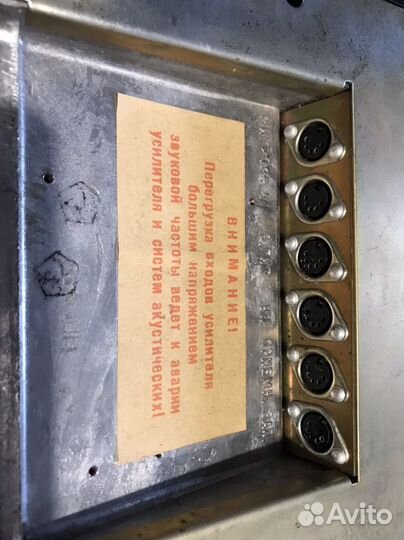 ВНИМАНИЕ!
Перегрузка входов усилителя
большим напряжением
звуковой частоты ведет к аварии
усилителя и систем акустических!
Avito